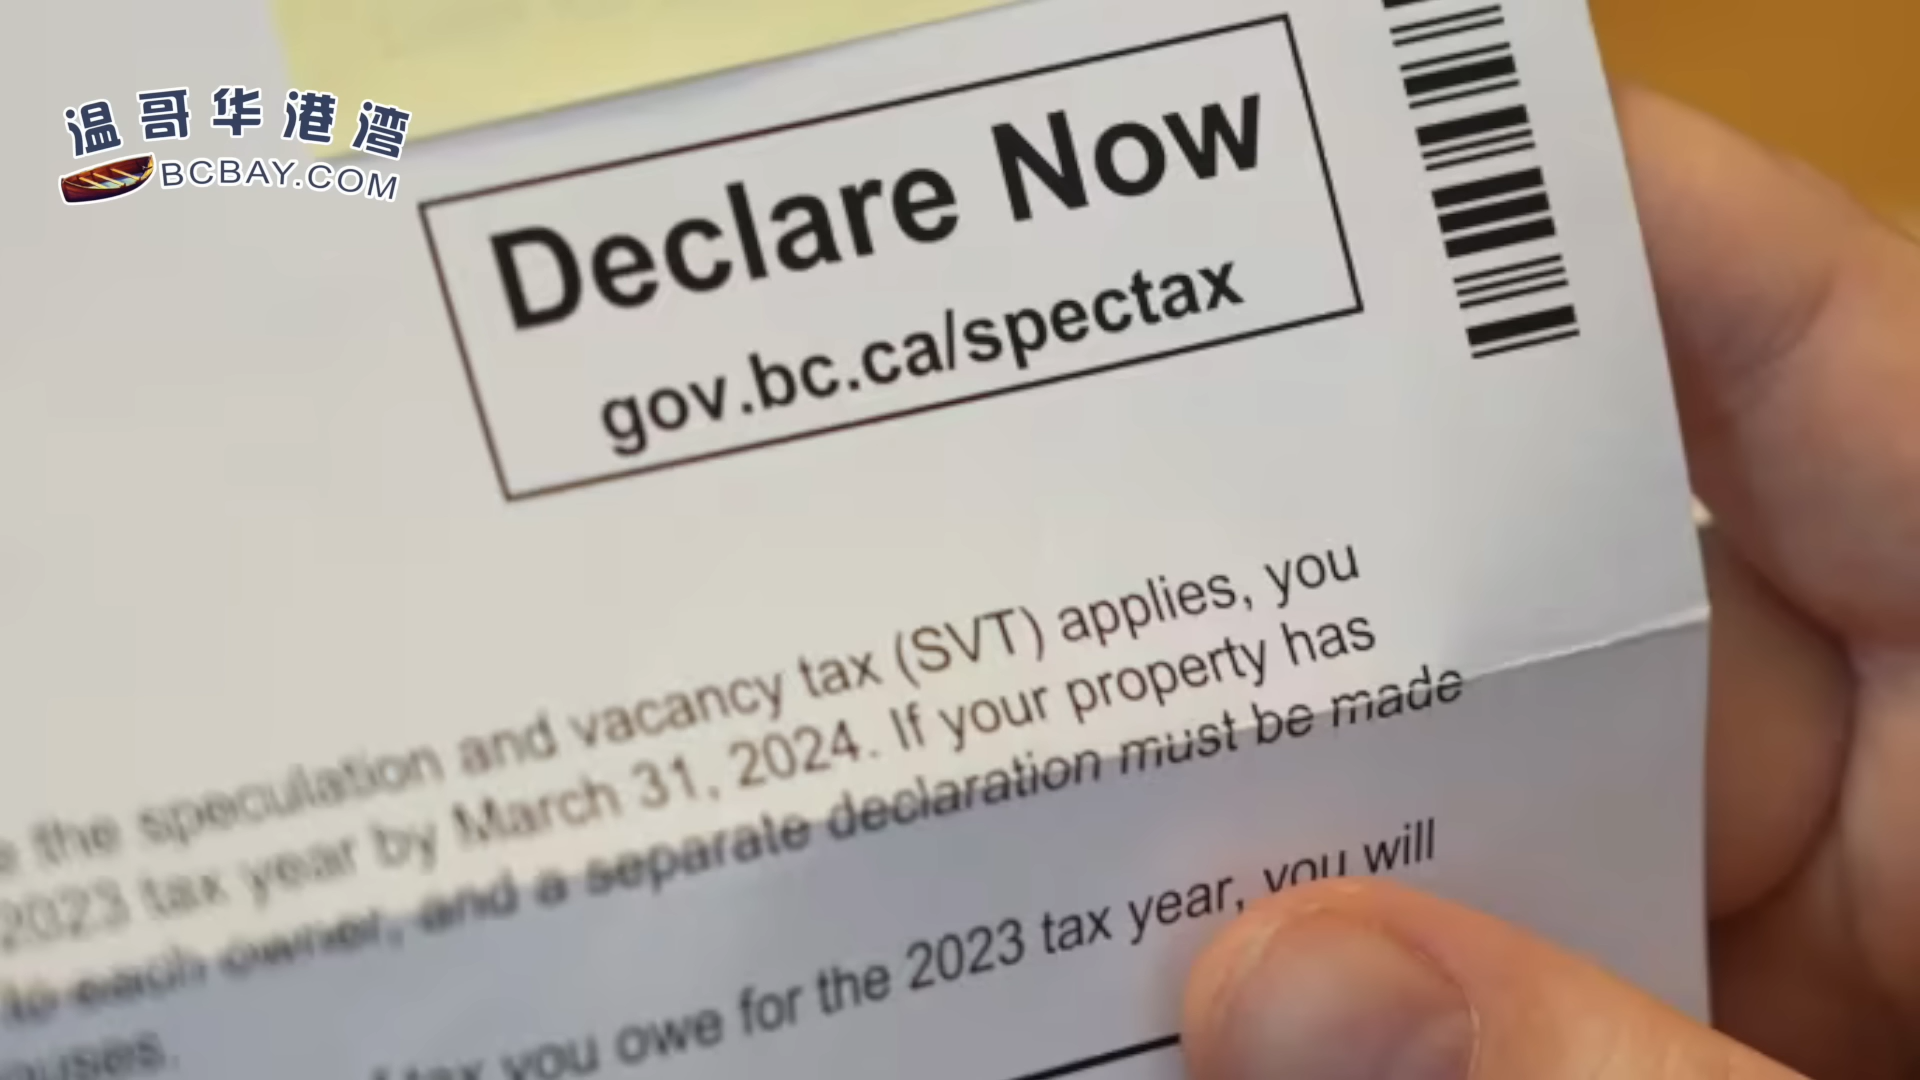 温哥华港湾
BCBAY.COM
Declare Now
gov.bc.ca/spectax
the speculation and vacancy tax (SVT) applies, you
2023 tax year by March 31, 2024. If your property has
to each owner, and a separate declaration must be made
tax you owe for the 2023 tax year, you will